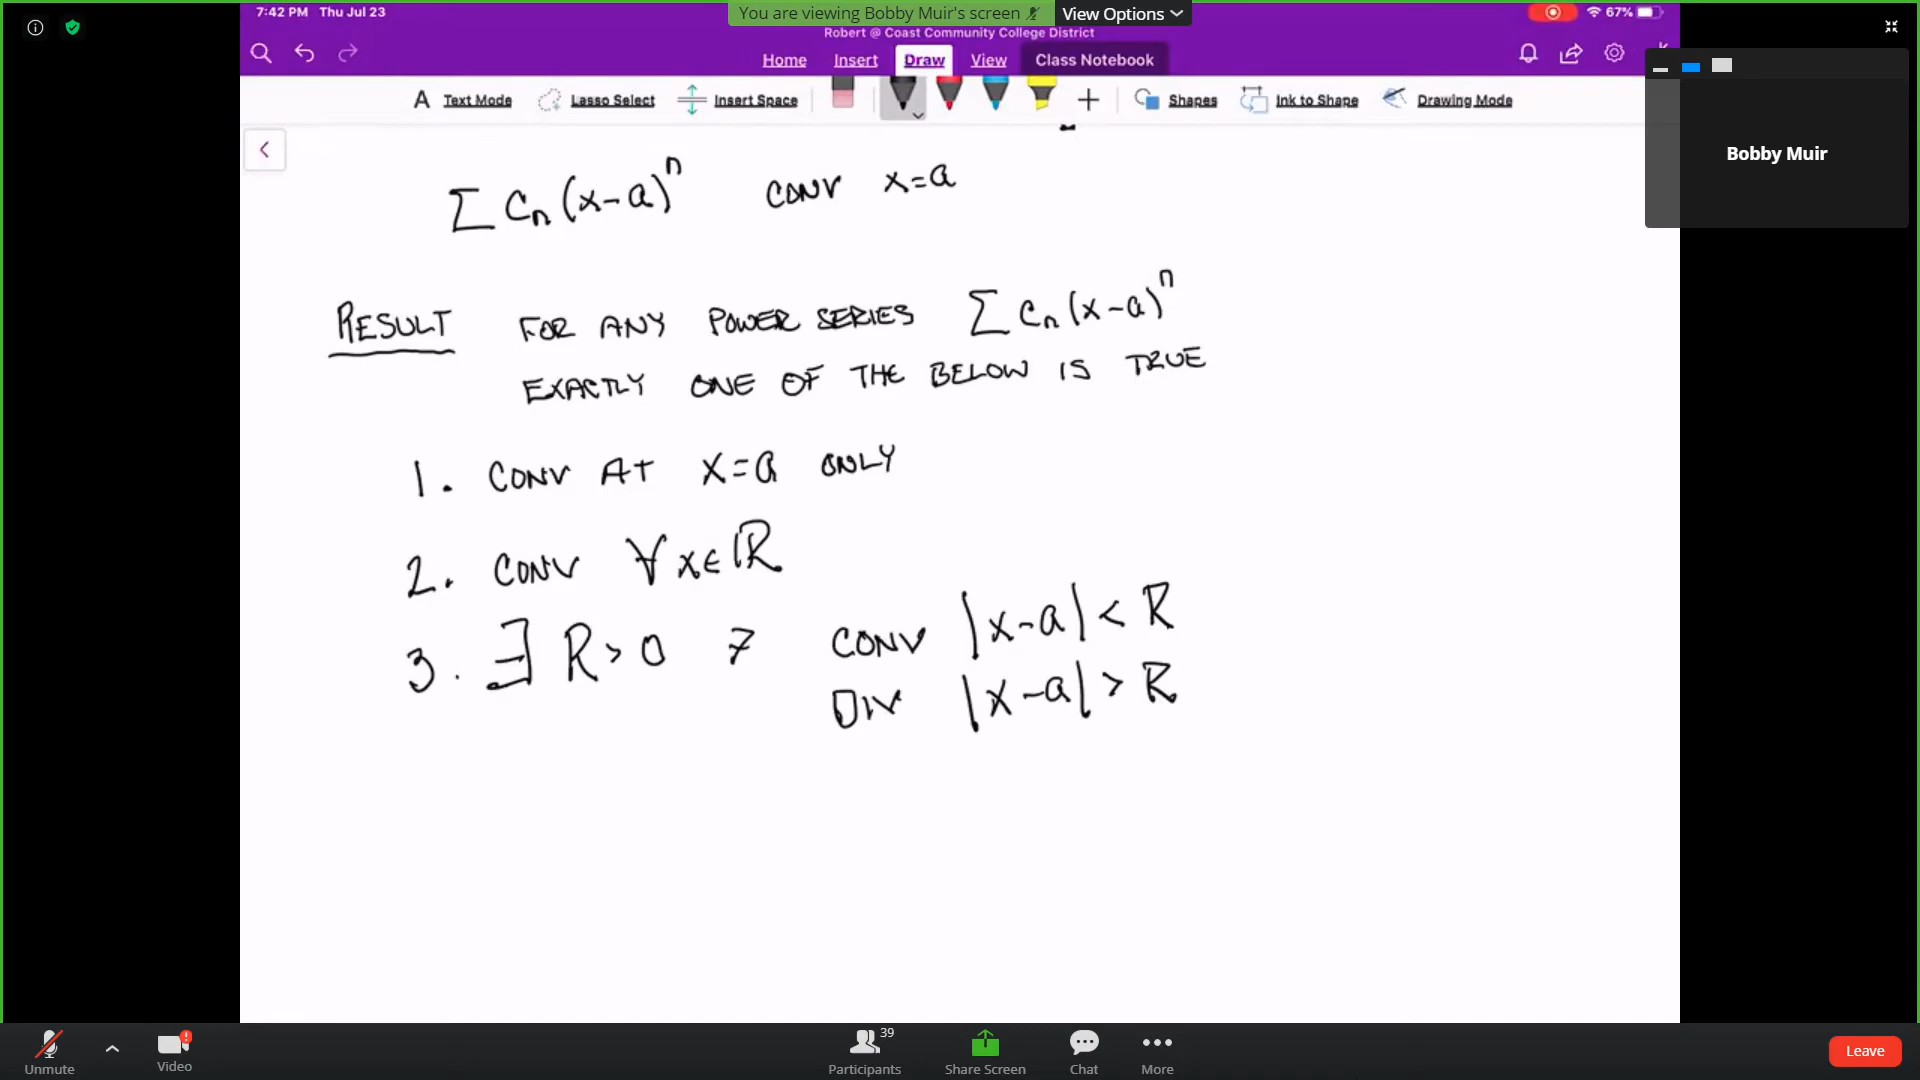 7:42 PM Thu Jul 23
You are viewing Bobby Muir's screen
View Options
67%
Robert @ Coast Community College District
Home Insert Draw View Class Notebook
A Text Mode Lasso Select Insert Space Shapes Ink to Shape Drawing Mode
Bobby Muir
∑ Cn (x-a)^n CONV x=a
RESULT FOR ANY POWER SERIES ∑ Cn (x-a)^n
EXACTLY ONE OF THE BELOW IS TRUE
1. CONV AT X=a ONLY
2. CONV ∀ x∈ℝ
3. ∃ R>0 ∋ CONV |x-a| < R
DIV |x-a| > R
Unmute Video Participants 39 Share Screen Chat More Leave